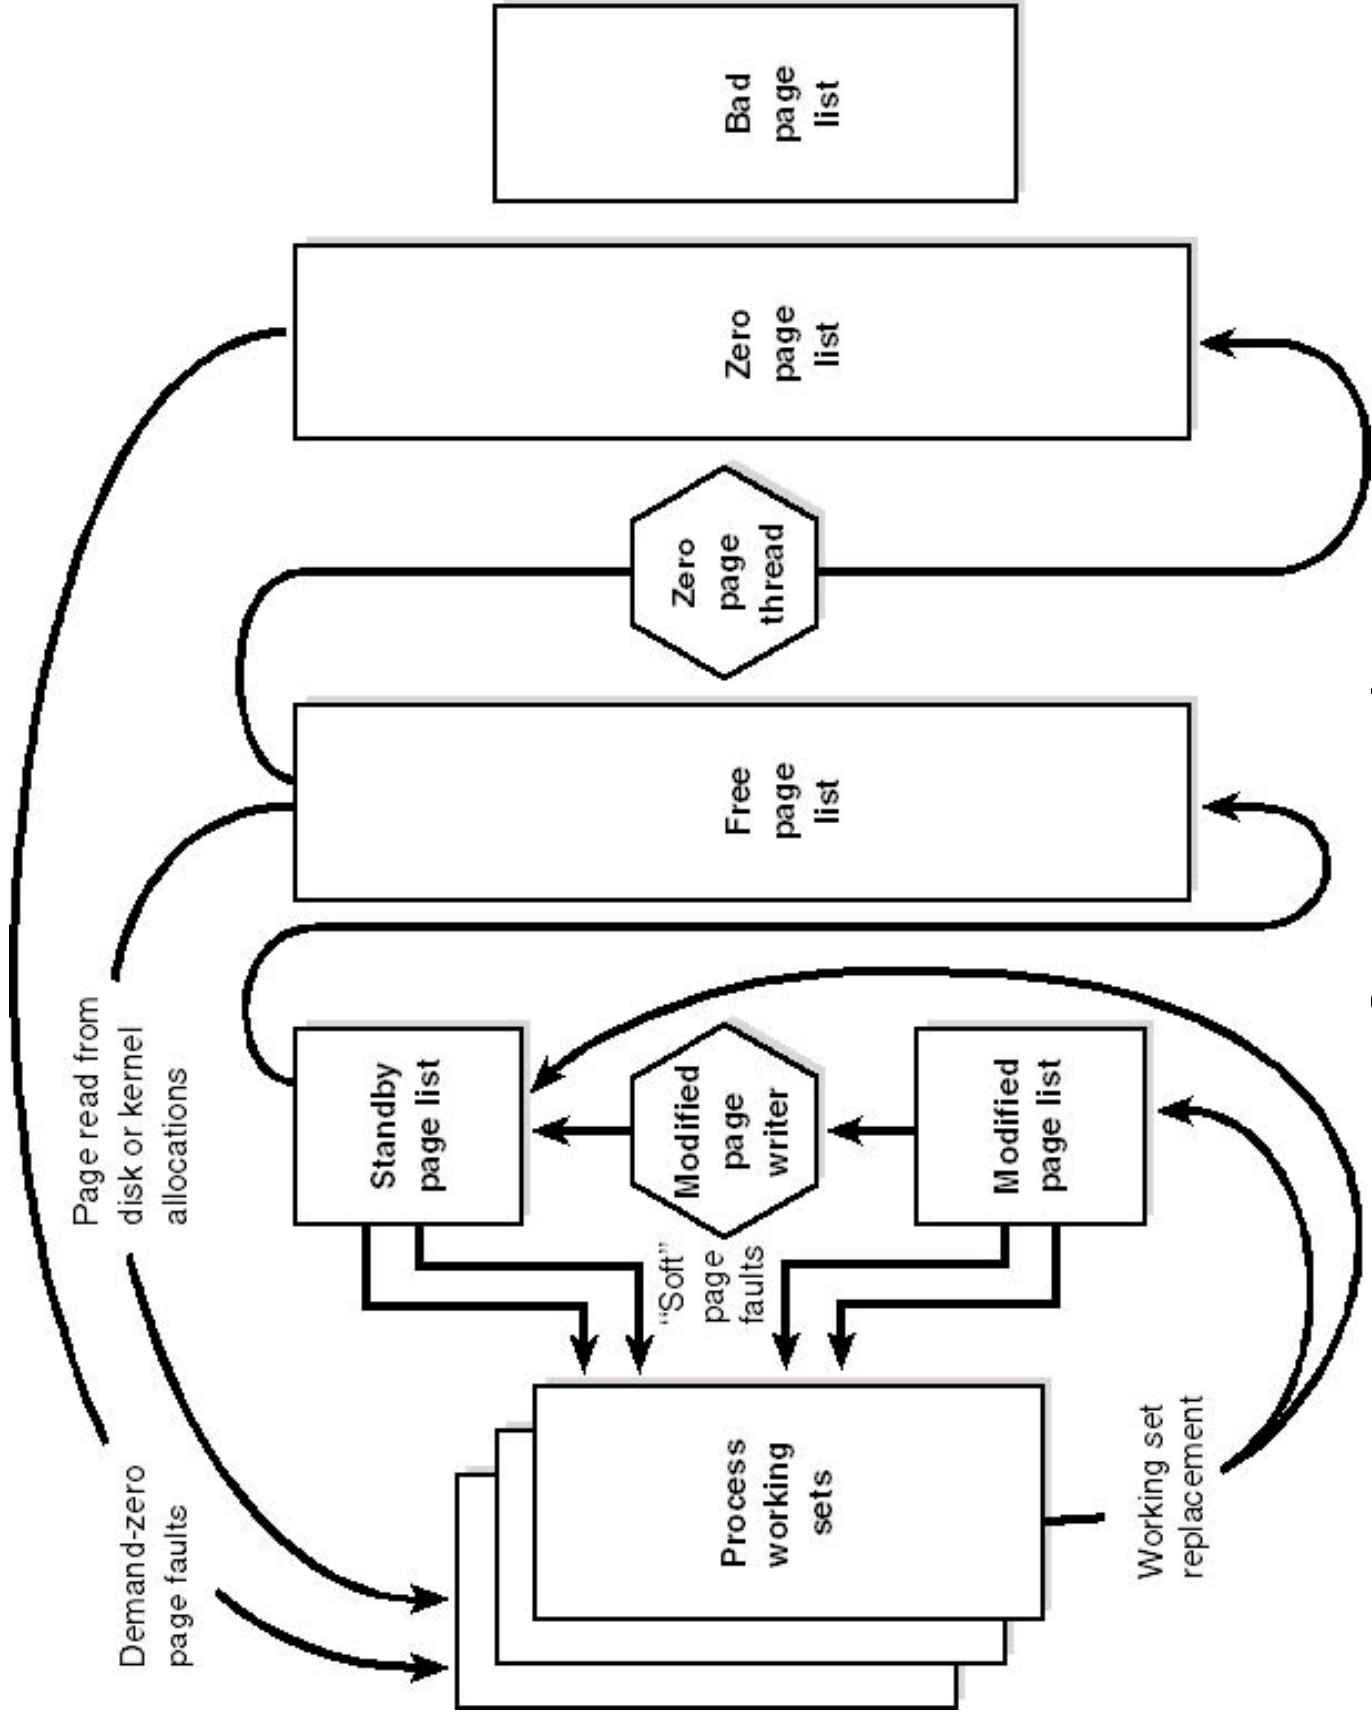 Demand-zero
page faults
Page read from
disk or kernel
allocations
Process
working
sets
"Soft"
page
faults
Standby
page list
Modified
page
writer
Modified
page list
Working set
replacement
Free
page
list
Zero
page
thread
Zero
page
list
Bad
page
list